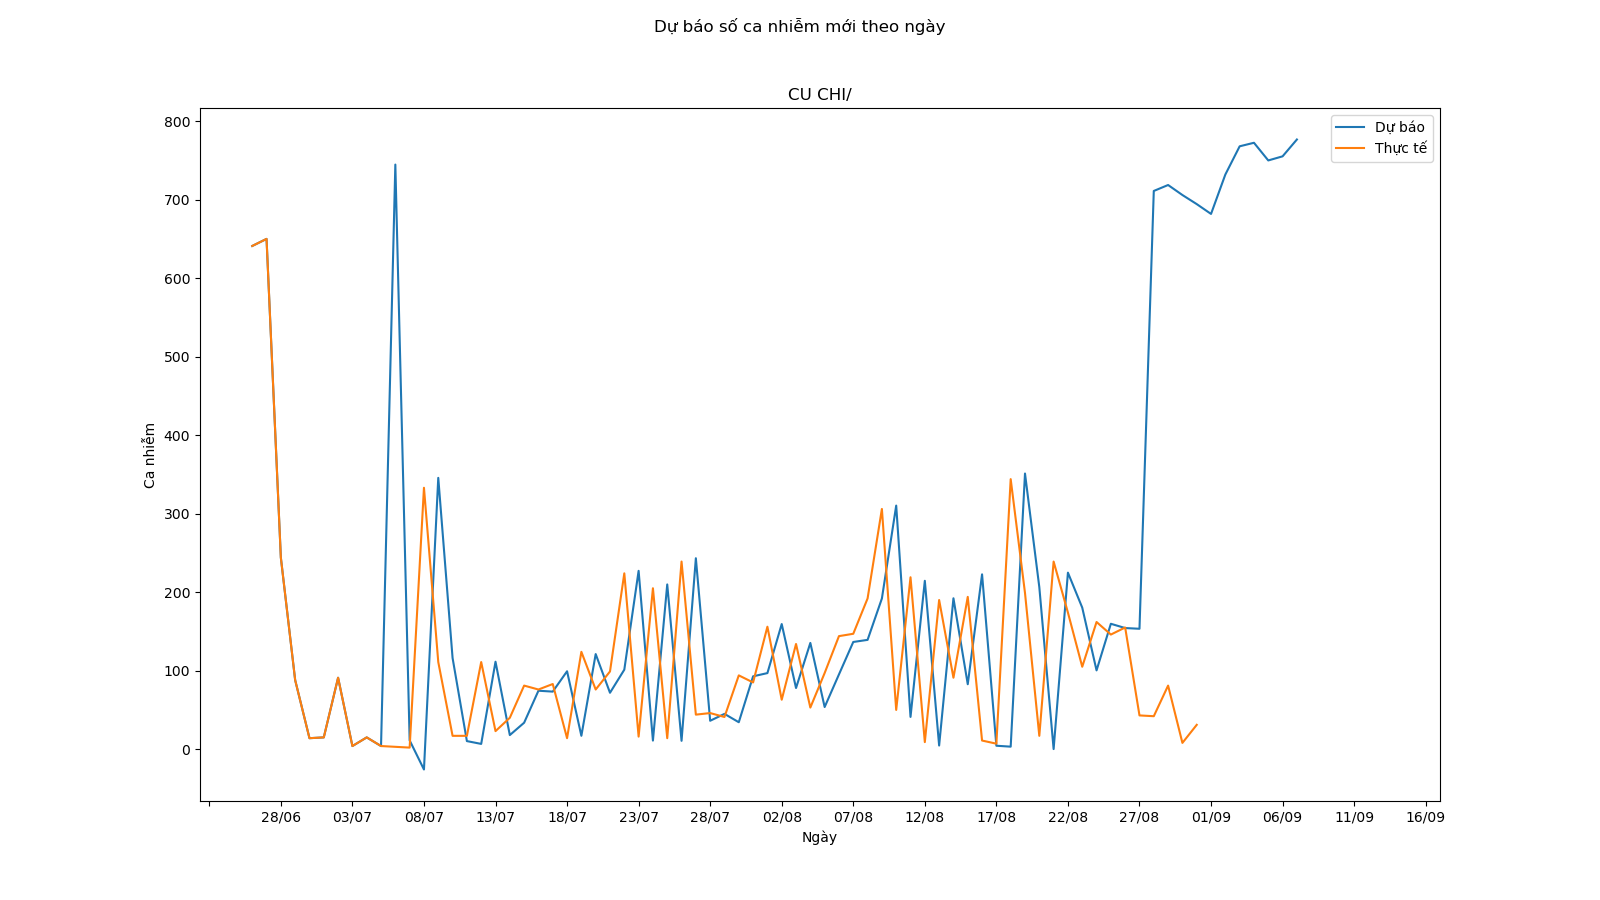 Dự báo số ca nhiễm mới theo ngày
CU CHI/
Dự báo
Thực tế
800
700
600
500
400
300
200
100
0
Ca nhiễm
28/06 03/07 08/07 13/07 18/07 23/07 28/07 02/08 07/08 12/08 17/08 22/08 27/08 01/09 06/09 11/09 16/09
Ngày